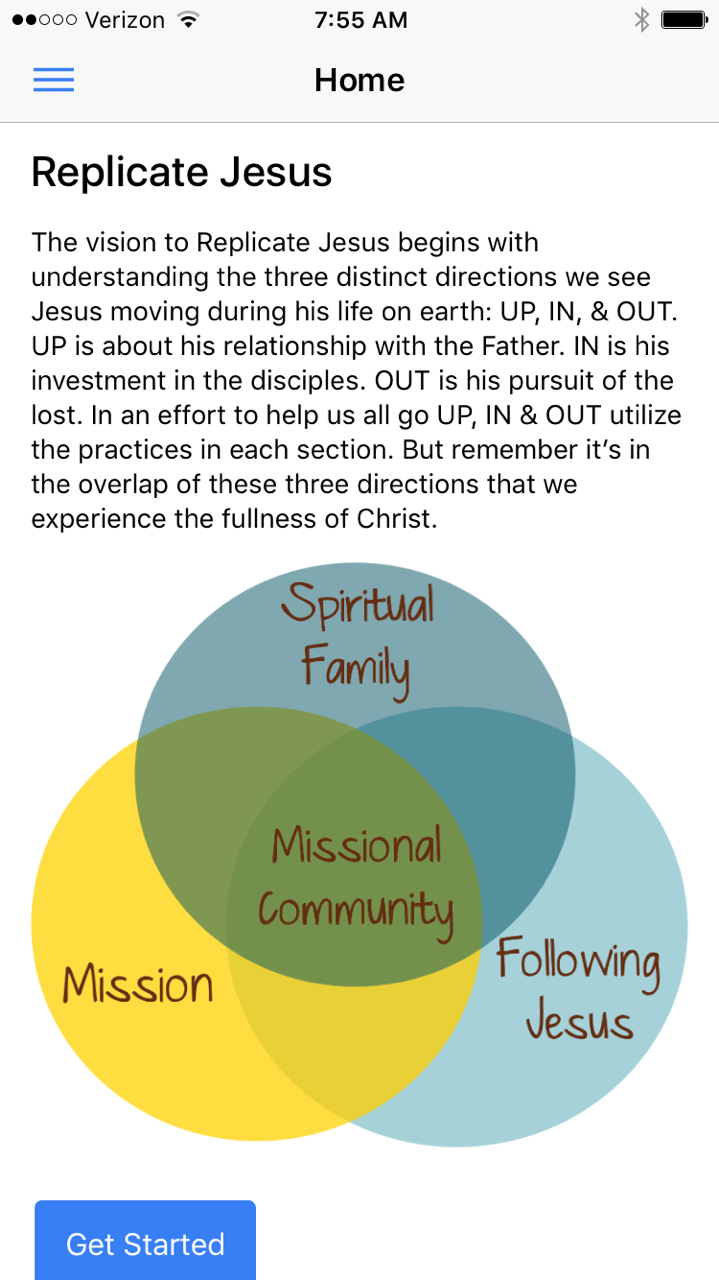 Verizon 7:55 AM
Home
Replicate Jesus
The vision to Replicate Jesus begins with
understanding the three distinct directions we see
Jesus moving during his life on earth: UP, IN, & OUT.
UP is about his relationship with the Father. IN is his
investment in the disciples. OUT is his pursuit of the
lost. In an effort to help us all go UP, IN & OUT utilize
the practices in each section. But remember it’s in
the overlap of these three directions that we
experience the fullness of Christ.
Spiritual
Family
Missional
Community
Mission
Following
Jesus
Get Started